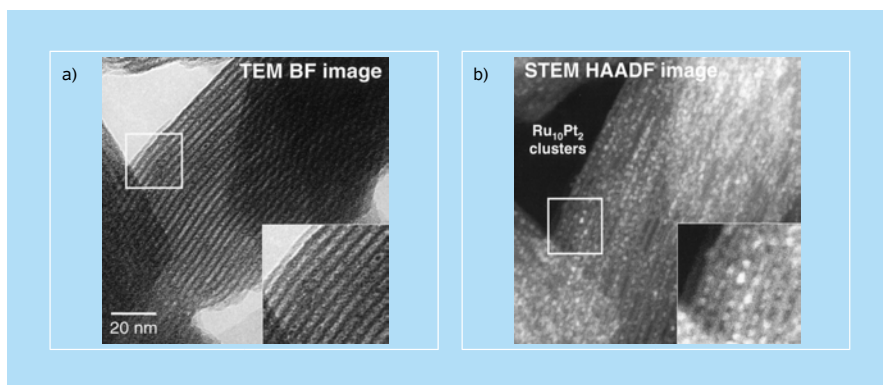 a)
TEM BF image
20 nm
b)
STEM HAADF image
Ru₁₀Pt₂
clusters